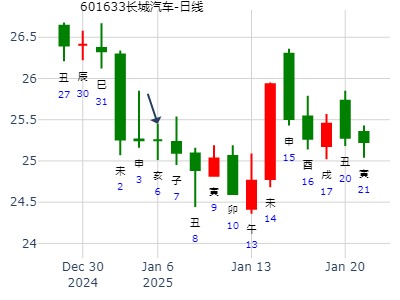 601633长城汽车-日线
26.5
26
25.5
25
24.5
24
丑
27
辰
30
巳
31
未
2
申
3
亥
6
子
7
丑
8
巳
9
卯
10
午
13
未
14
申
15
酉
16
戌
17
丑
20
寅
21
Dec 30
2024
Jan 6
2025
Jan 13
Jan 20